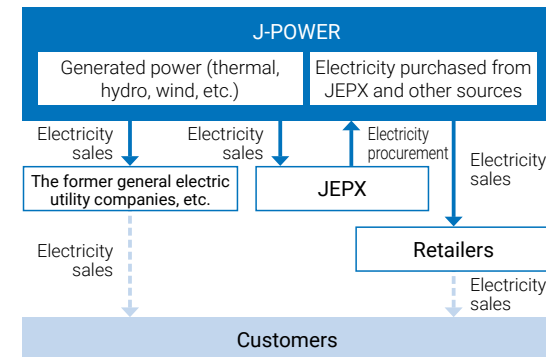 J-POWER
Generated power (thermal,
hydro, wind, etc.)
Electricity purchased from
JEPX and other sources
Electricity
sales
Electricity
sales
Electricity
procurement
Electricity
sales
The former general electric
utility companies, etc.
JEPX
Retailers
Electricity
sales
Electricity
sales
Customers